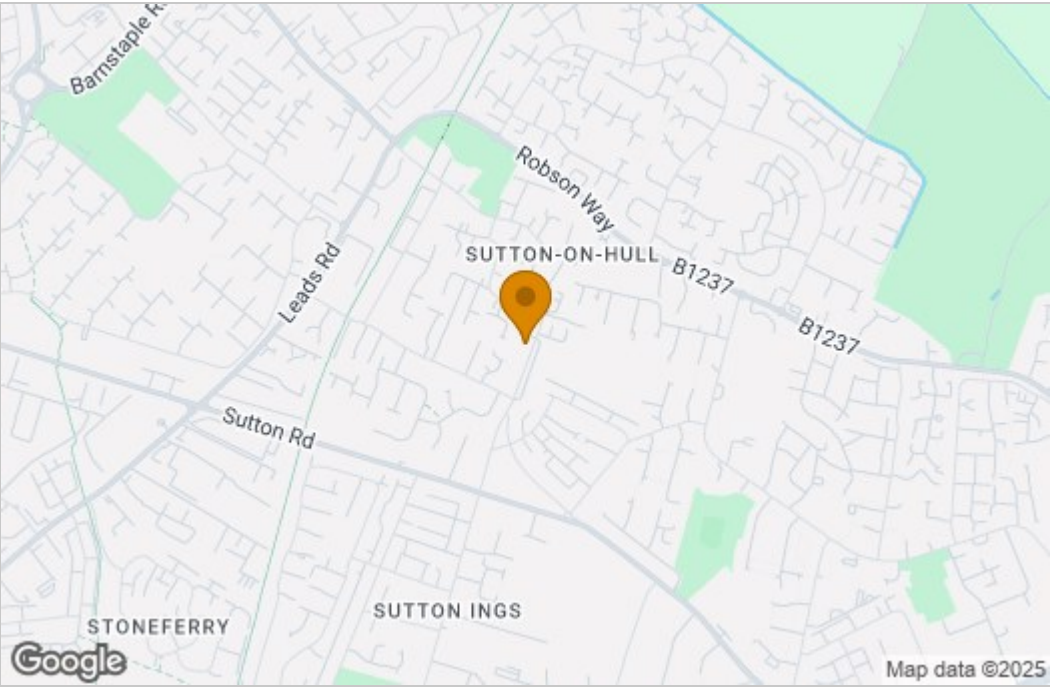 Barnstaple R
Robson Way
SUTTON-ON-HULL
B1237
Leads Rd
B1237
Sutton Rd
SUTTON INGS
STONEFERRY
Google
Map data ©2025